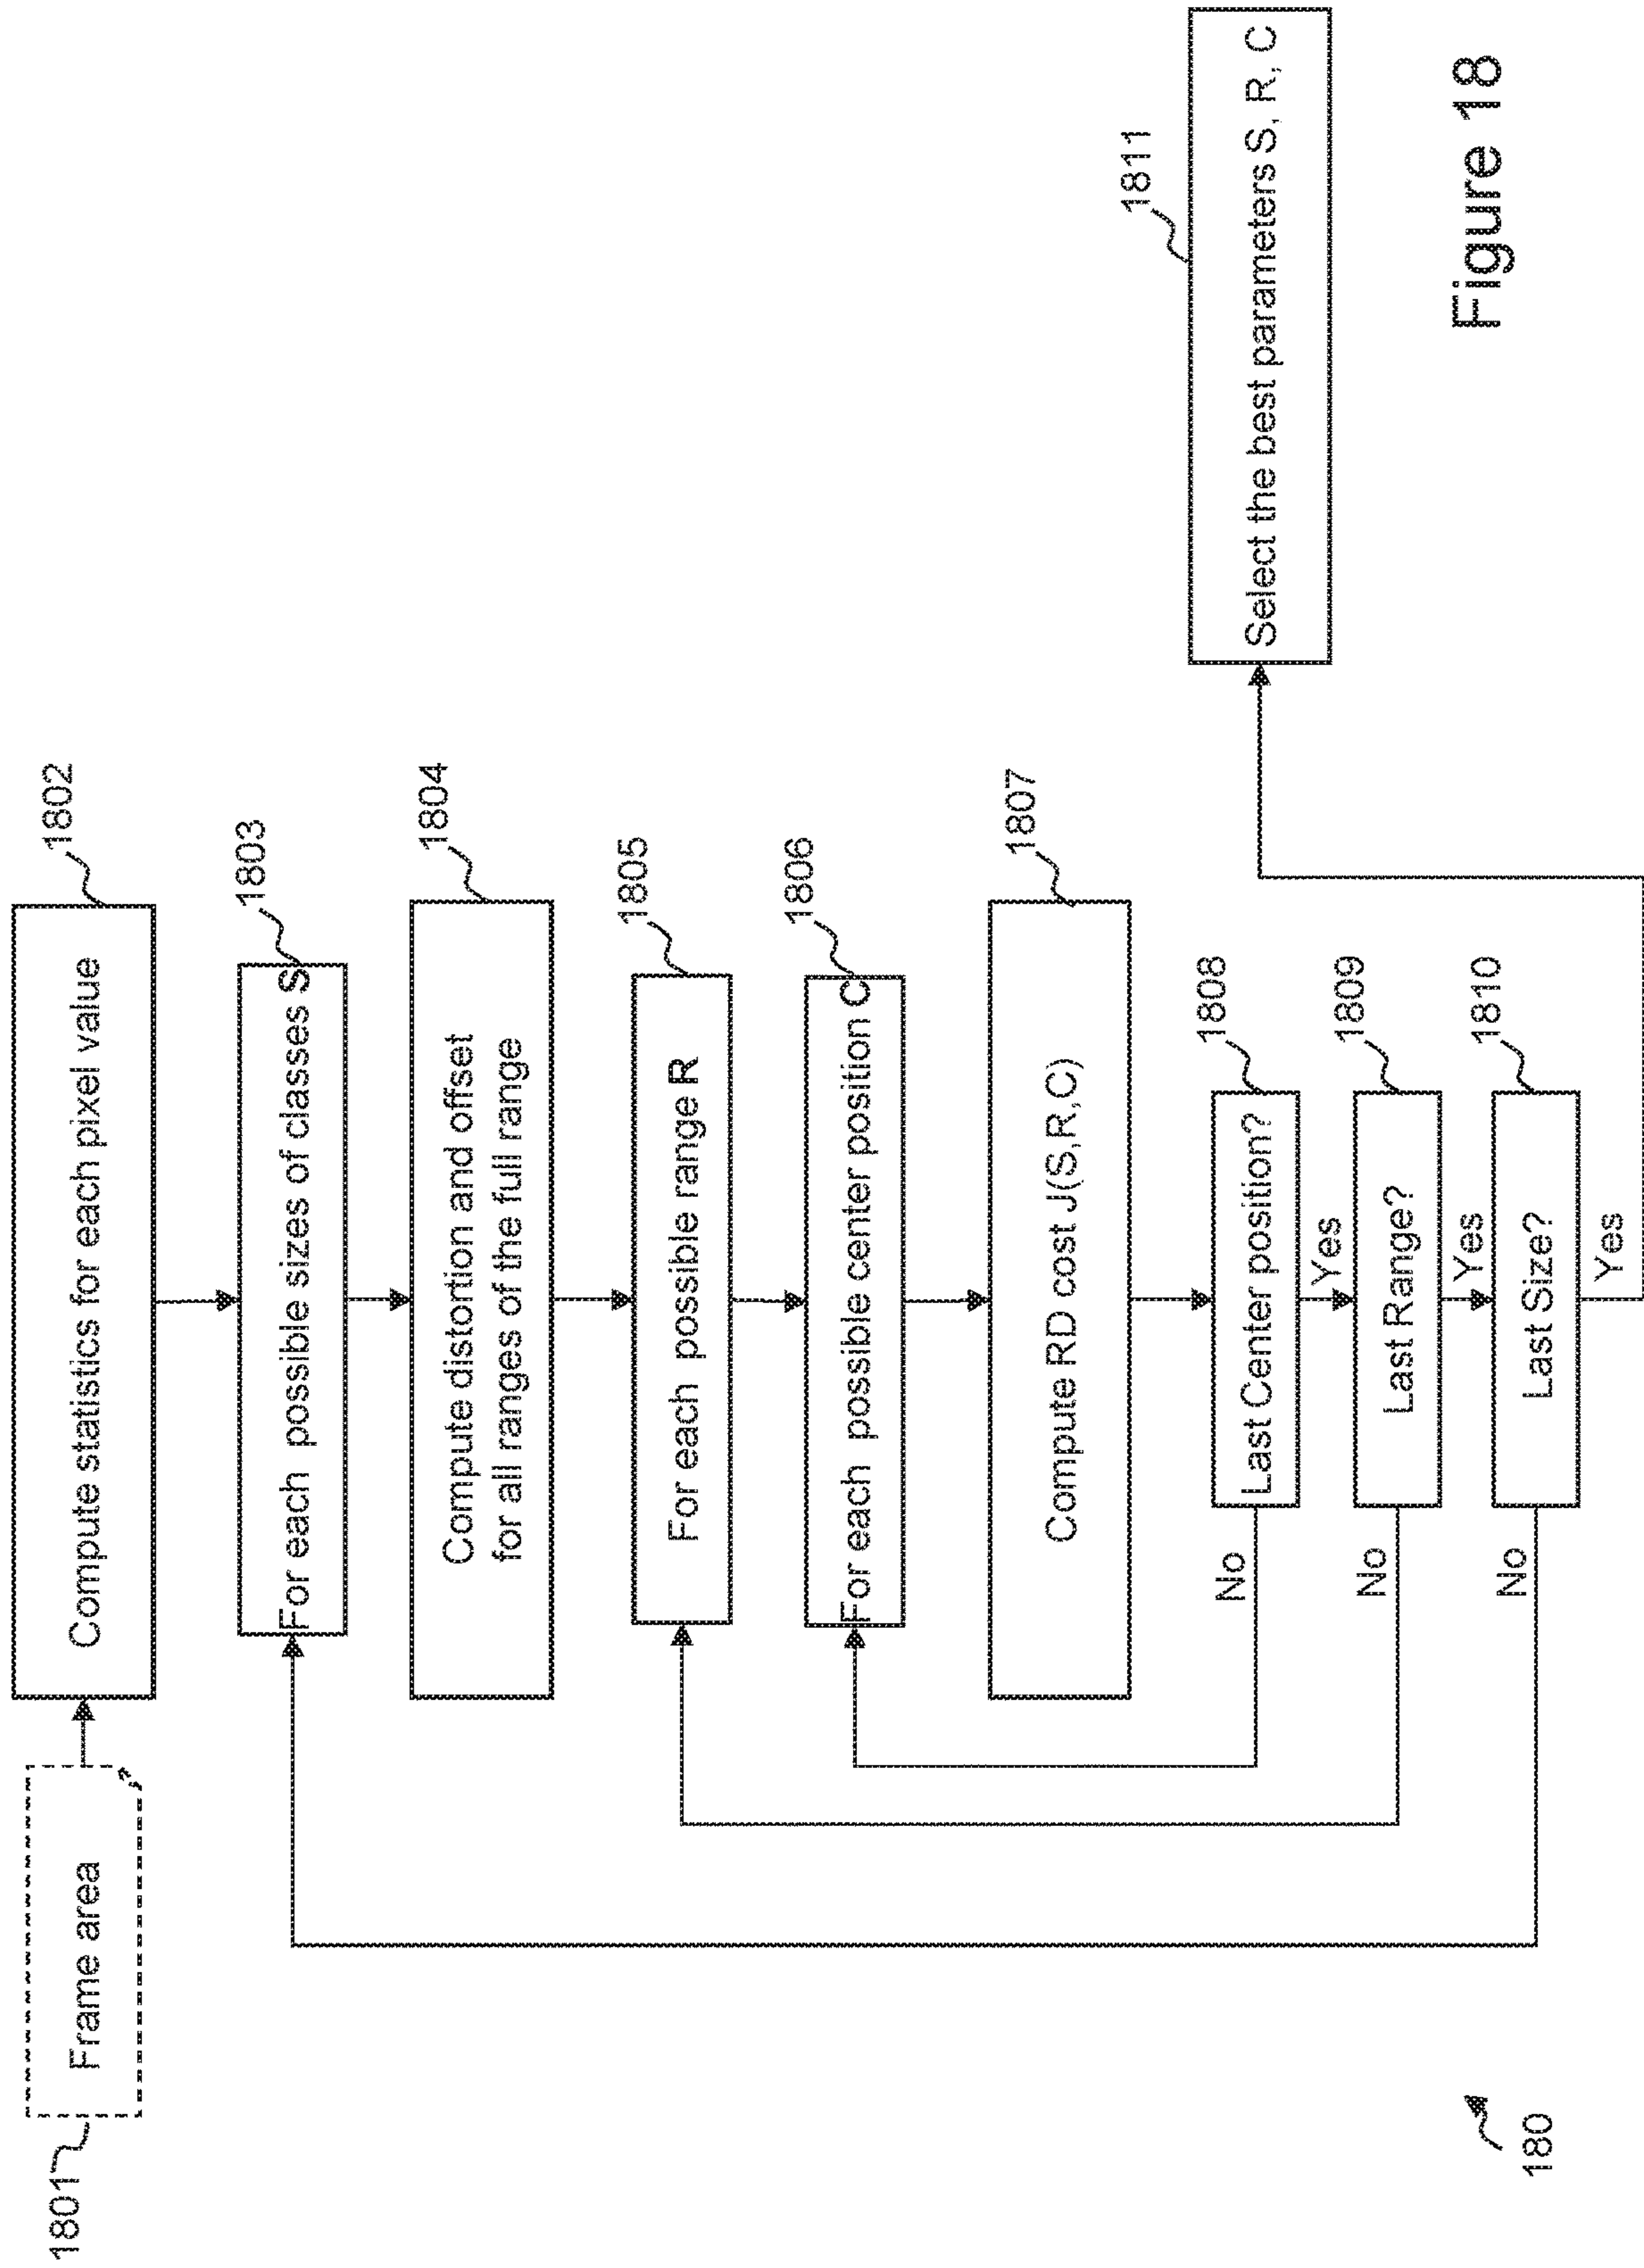 1801
Frame area
Compute statistics for each pixel value
1802
For each possible sizes of classes S
1803
Compute distortion and offset
for all ranges of the full range
1804
For each possible range R
1805
For each possible center position C
1806
Compute RD cost J(S,R,C)
1807
No
Last Center position?
1808
Yes
No
Last Range?
1809
Yes
No
Last Size?
1810
Yes
Select the best parameters S, R, C
1811
180
Figure 18